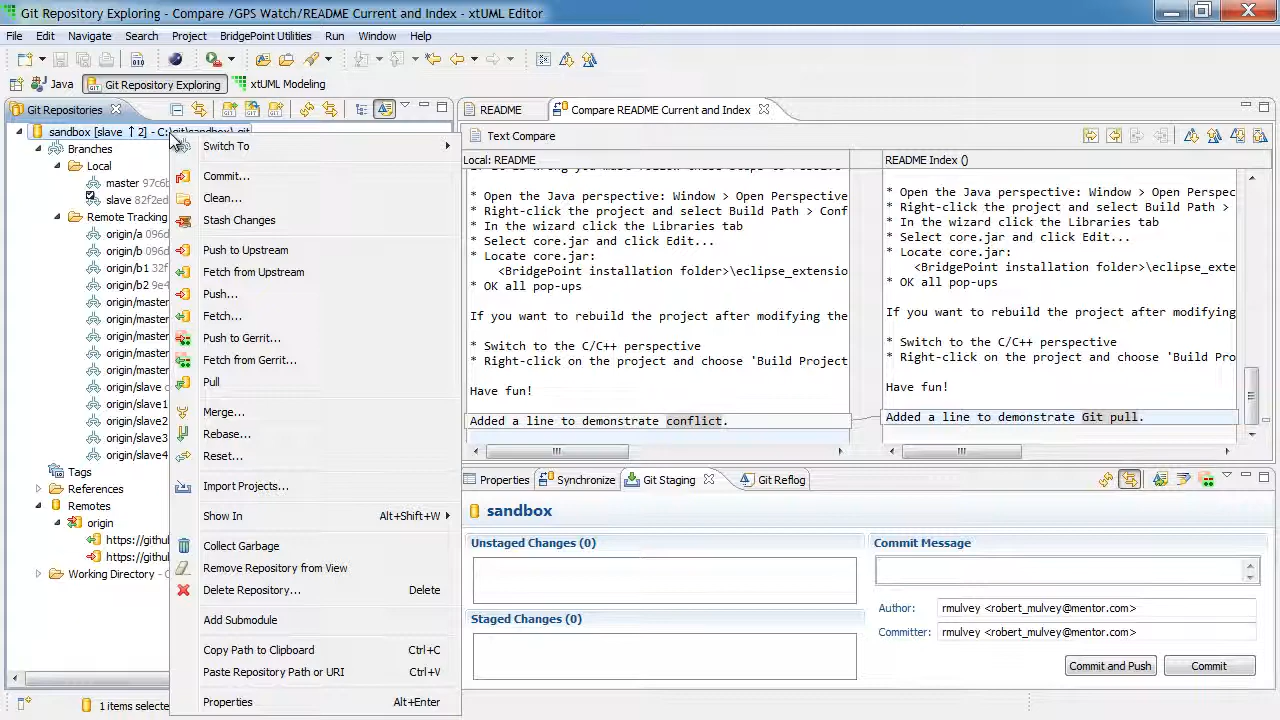 Git Repository Exploring - Compare /GPS Watch/README Current and Index - xtUML Editor
File Edit Navigate Search Project BridgePoint Utilities Run Window Help
Java Git Repository Exploring xtUML Modeling
Git Repositories
sandbox [slave ↑ 2] - C:\git\sandbox\.git
Branches
Local
master 97c6b
slave 82f2ed
Remote Tracking
origin/a 096d
origin/b 096d
origin/b1 32f
origin/b2 9e4
origin/master
origin/master
origin/master
origin/master
origin/master
origin/slave
origin/slave1
origin/slave2
origin/slave3
origin/slave4
Tags
References
Remotes
origin
https://githu
https://githu
Working Directory - C
1 items selecte
Switch To
Commit...
Clean...
Stash Changes
Push to Upstream
Fetch from Upstream
Push...
Fetch...
Push to Gerrit...
Fetch from Gerrit...
Pull
Merge...
Rebase...
Reset...
Import Projects...
Show In Alt+Shift+W
Collect Garbage
Remove Repository from View
Delete Repository... Delete
Add Submodule
Copy Path to Clipboard Ctrl+C
Paste Repository Path or URI Ctrl+V
Properties Alt+Enter
README Compare README Current and Index
Text Compare
Local: README
* Open the Java perspective: Window > Open Perspective
* Right-click the project and select Build Path > Conf
* In the wizard click the Libraries tab
* Select core.jar and click Edit...
* Locate core.jar:
<BridgePoint installation folder>\eclipse_extensio
* OK all pop-ups
If you want to rebuild the project after modifying the
* Switch to the C/C++ perspective
* Right-click on the project and choose 'Build Project
Have fun!
Added a line to demonstrate conflict.
README Index ()
* Open the Java perspective: Window > Open Perspec
* Right-click the project and select Build Path >
* In the wizard click the Libraries tab
* Select core.jar and click Edit...
* Locate core.jar:
<BridgePoint installation folder>\eclipse_exte
* OK all pop-ups
If you want to rebuild the project after modifying
* Switch to the C/C++ perspective
* Right-click on the project and choose 'Build Pro
Have fun!
Added a line to demonstrate Git pull.
Properties Synchronize Git Staging Git Reflog
sandbox
Unstaged Changes (0)
Staged Changes (0)
Commit Message
Author: rmulvey <robert_mulvey@mentor.com>
Committer: rmulvey <robert_mulvey@mentor.com>
Commit and Push Commit